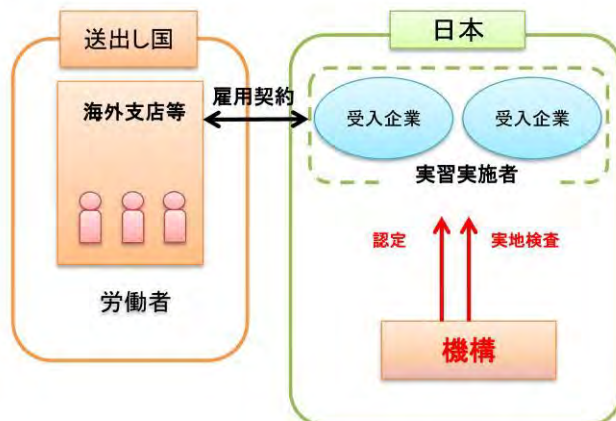 送出し国
日本
海外支店等
雇用契約
受入企業
受入企業
実習実施者
認定
実地検査
労働者
機構